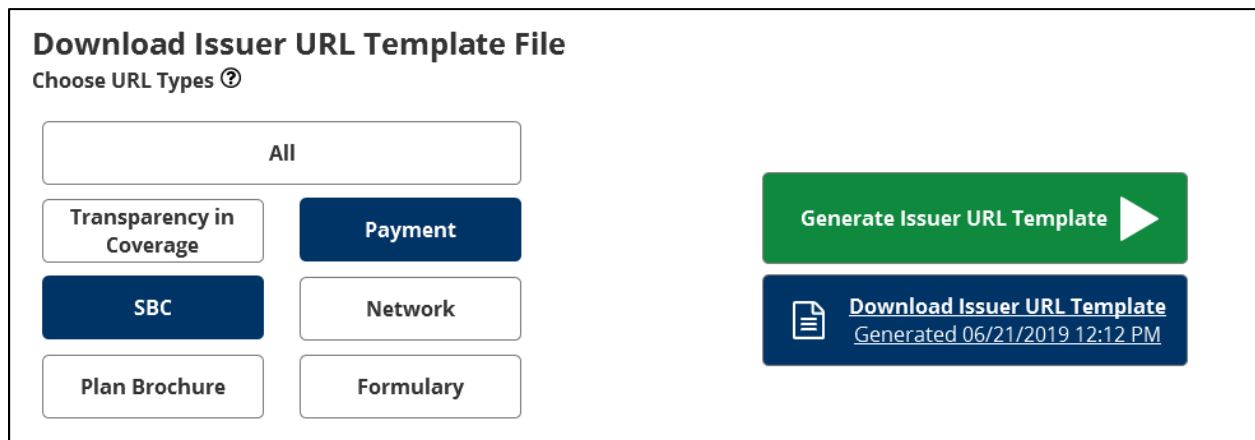 Download Issuer URL Template File
Choose URL Types ?
All
Transparency in
Coverage
Payment
SBC
Network
Plan Brochure
Formulary
Generate Issuer URL Template
Download Issuer URL Template
Generated 06/21/2019 12:12 PM